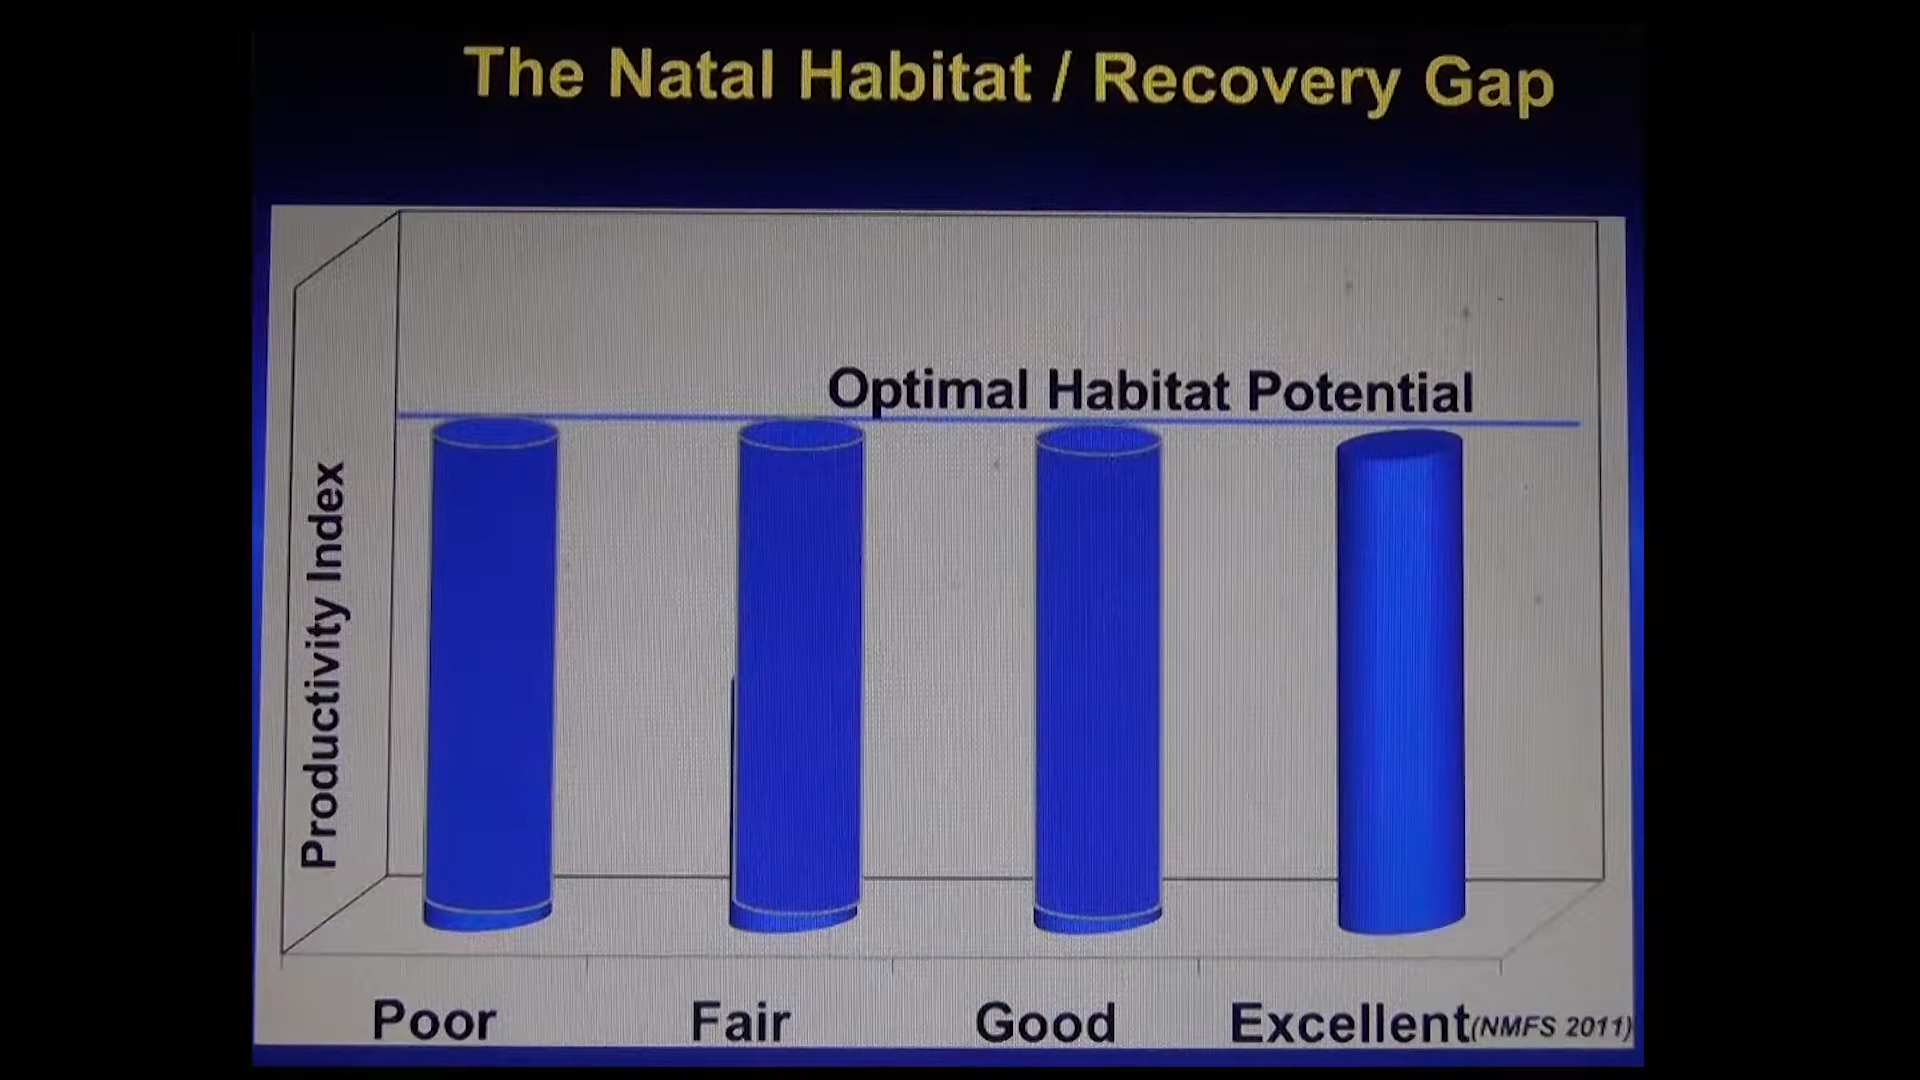 The Natal Habitat / Recovery Gap
Optimal Habitat Potential
Productivity Index
Poor Fair Good Excellent (NMFS 2011)